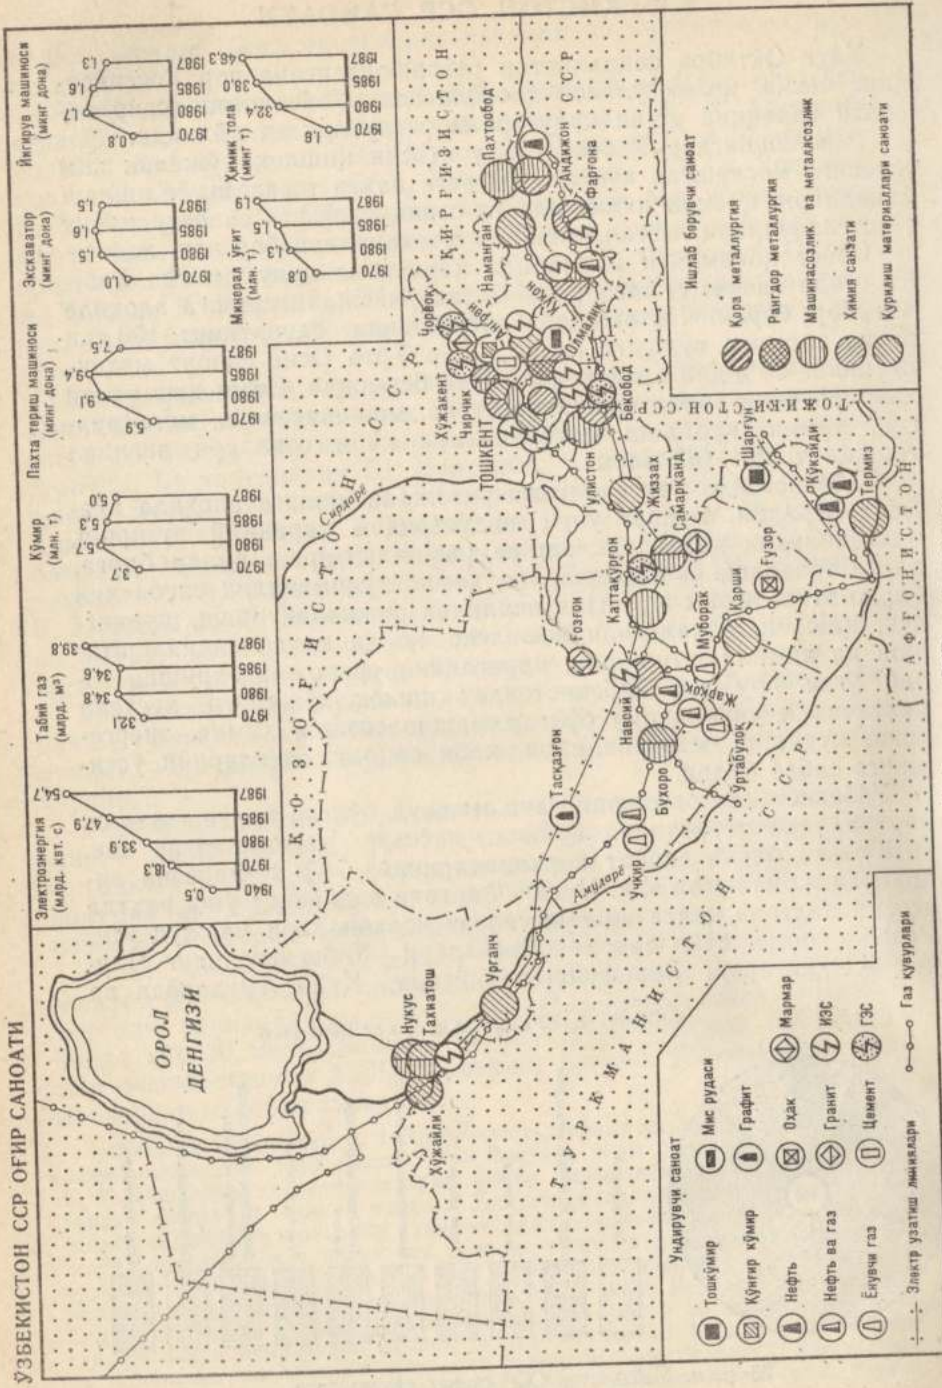 ЎЗБЕКИСТОН ССР ОҒИР САНОАТИ
Электроэнергия
(млрд. квт. с)
0,5
18,3
33,9
47,9
54,7
1940
1970
1980
1985
1987
Табий газ
(млрд. м³)
32,1
34,8
34,6
39,8
1970
1980
1985
1987
Кўмир
(млн. т)
3,7
5,7
5,3
5,0
1970
1980
1985
1987
Пахта териш машиноси
(минг дона)
5,9
9,1
9,4
7,5
1970
1980
1985
1987
Экскаватор
(минг дона)
1,0
1,5
1,6
1,5
1970
1980
1985
1987
Йигирув машиноси
(минг дона)
0,8
1,7
1,6
1,3
1970
1980
1985
1987
Минерал ўғит
(млн. т)
0,8
1,3
1,5
1,9
1970
1980
1985
1987
Химик тола
(минг т)
1,6
32,4
38,0
46,3
1970
1980
1985
1987
ОРОЛ
ДЕНГИЗИ
ҚОЗОҒИСТОН ССР
ҚИРҒИЗИСТОН ССР
ТОЖИКИСТОН ССР
АФҒОНИСТОН
ТУРКМАНИСТОН ССР
Сирдарё
Амударё
Нукус
Тахиатош
Хўжайли
Урганч
Тасқазғон
Учқир
Бухоро
Навоий
Ғозғон
Ўртабулоқ
Жарқоқ
Муборак
Қарши
Ғузор
Каттақўрғон
Самарқанд
Жиззах
Гулистон
Бекобод
ТОШКЕНТ
Чирчиқ
Хўжакент
Чорвоқ
Ангрен
Олмалиқ
Қўқон
Наманган
Пахтаобод
Андижон
Фарғона
Шарғун
Кўканди
Термиз
Ундирувчи саноат
Тошкўмир
Қўнғир кўмир
Нефть
Нефть ва газ
Ёнувчи газ
Мис рудаси
Графит
Оҳак
Гранит
Цемент
Мармар
ИЭС
ГЭС
Электр узатиш линиялари
Газ қувурлари
Ишлаб борувчи саноат
Қора металлургия
Рангдор металлургия
Машинасозлик ва металлсозлик
Химия саноати
Қурилиш материаллари саноати